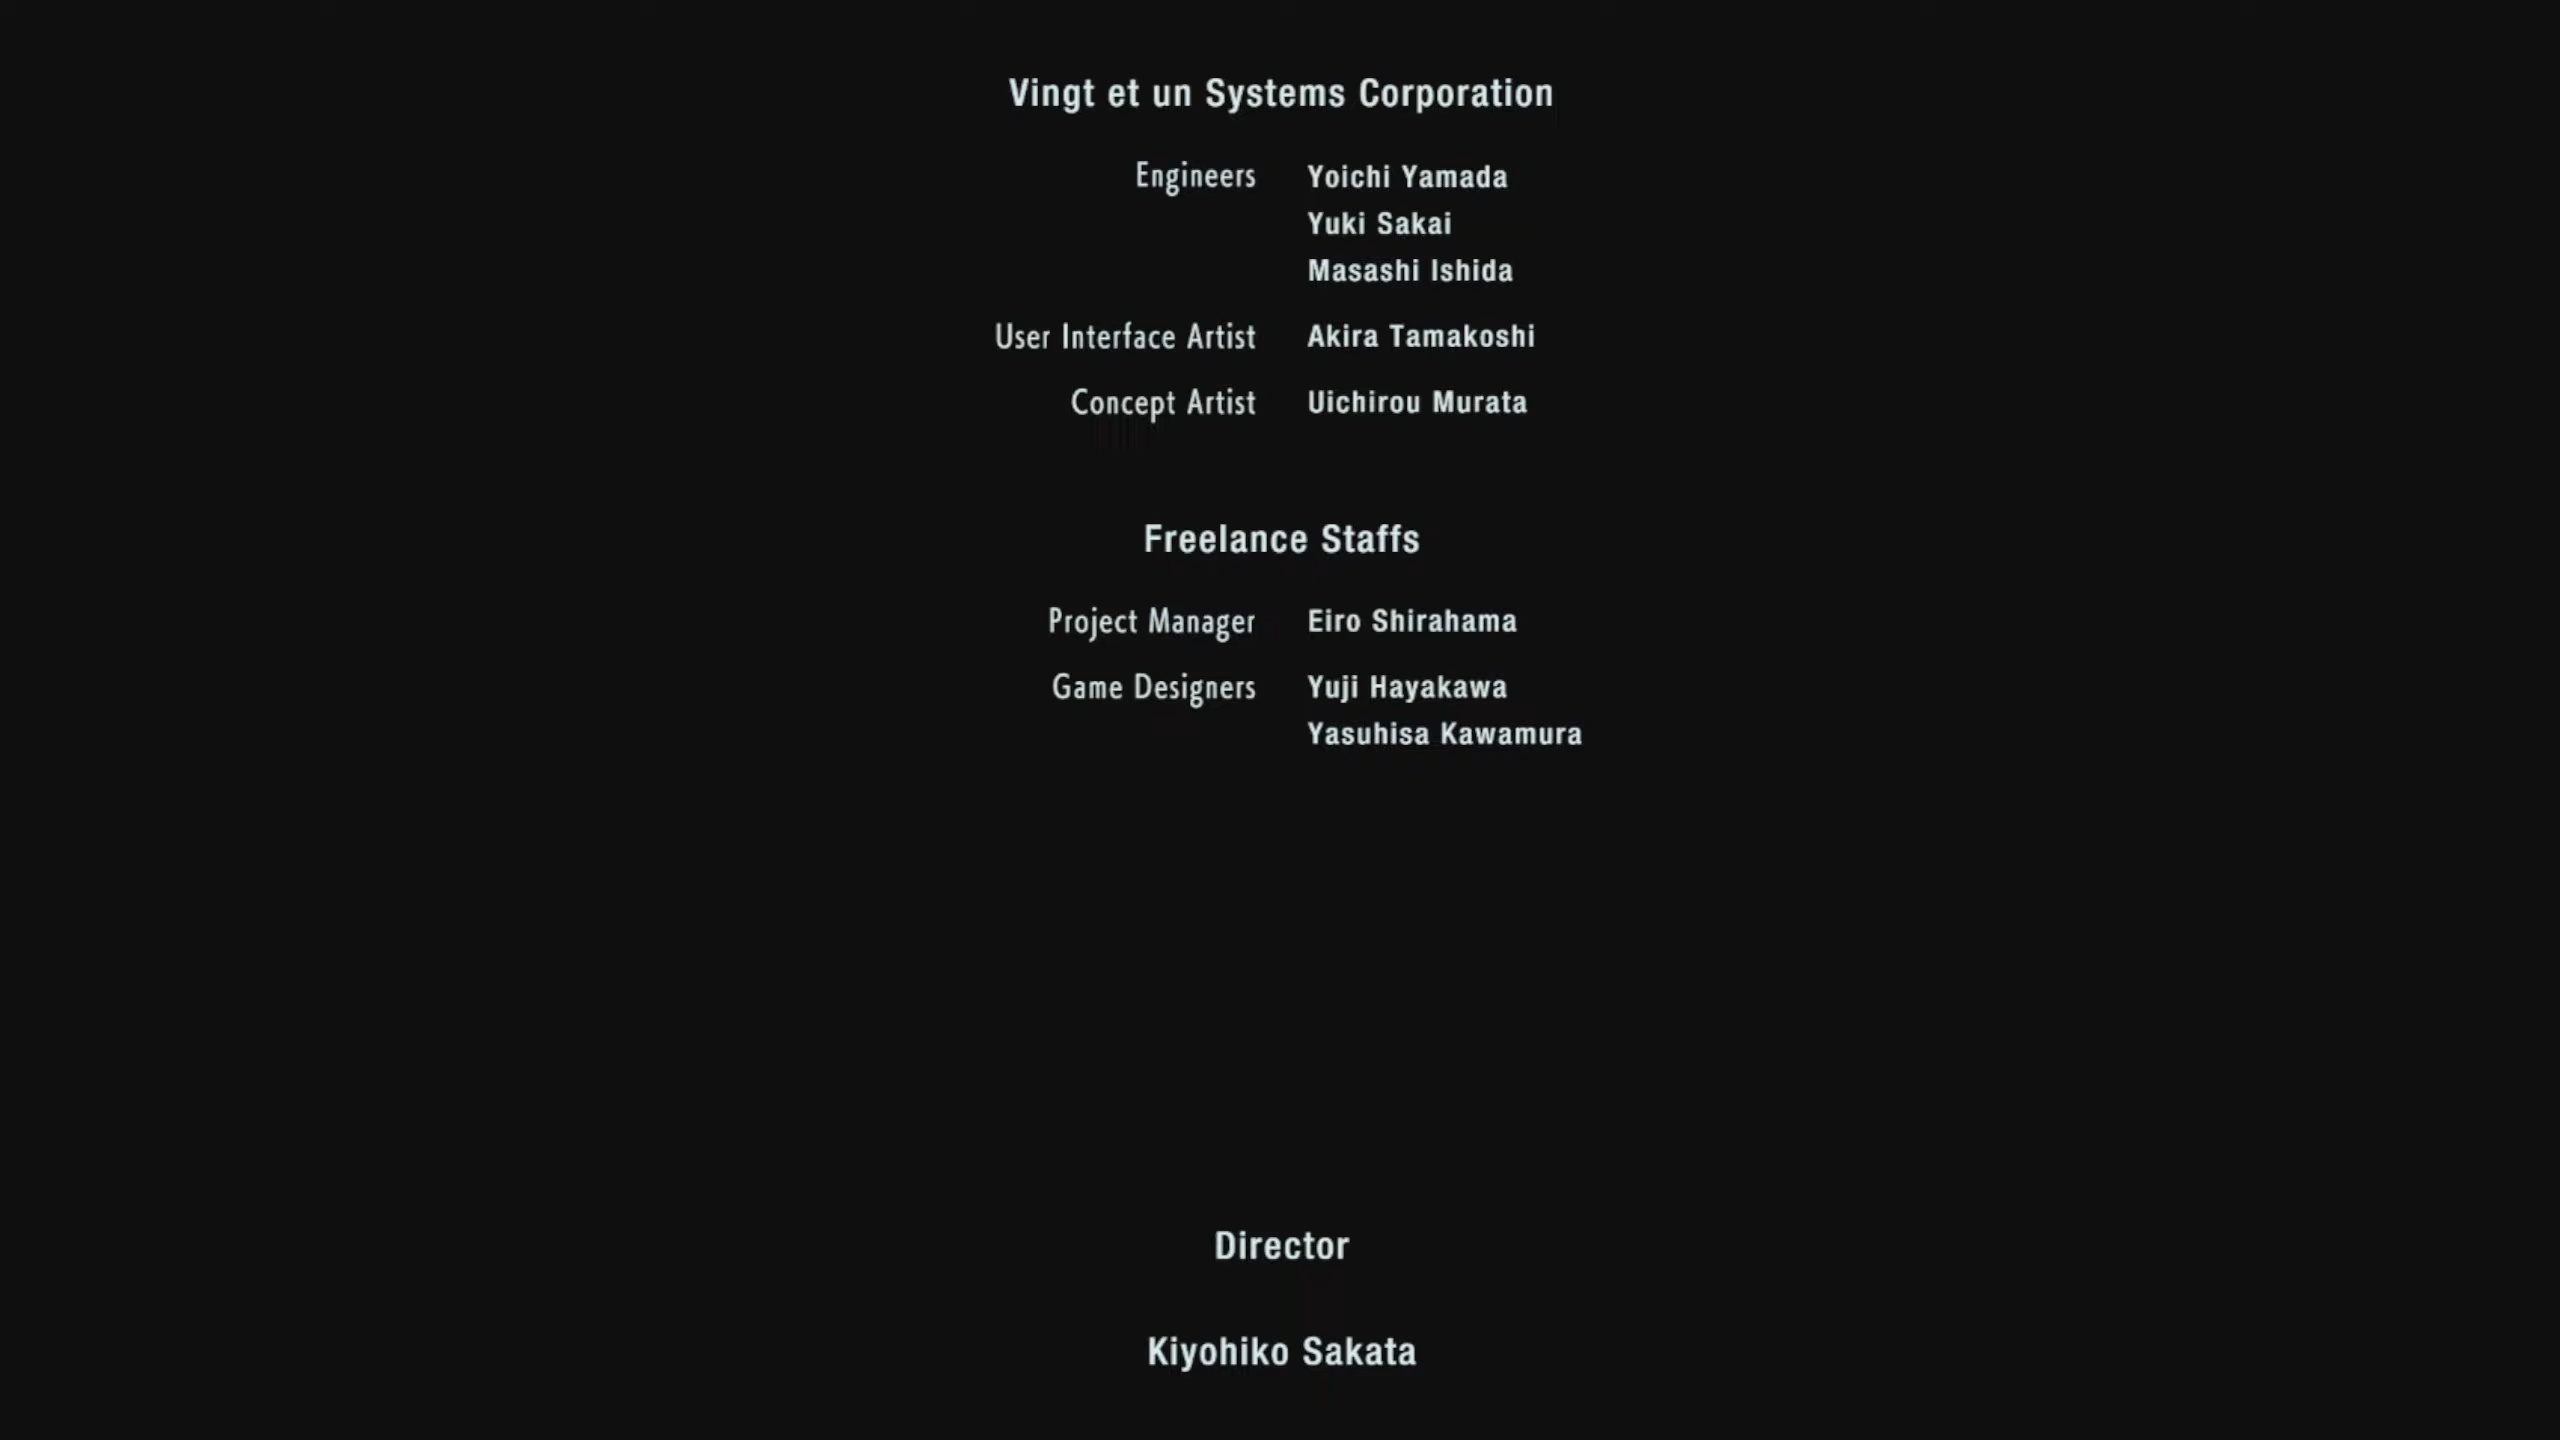 Vingt et un Systems Corporation
Engineers Yoichi Yamada
Yuki Sakai
Masashi Ishida
User Interface Artist Akira Tamakoshi
Concept Artist Uichirou Murata
Freelance Staffs
Project Manager Eiro Shirahama
Game Designers Yuji Hayakawa
Yasuhisa Kawamura
Director
Kiyohiko Sakata